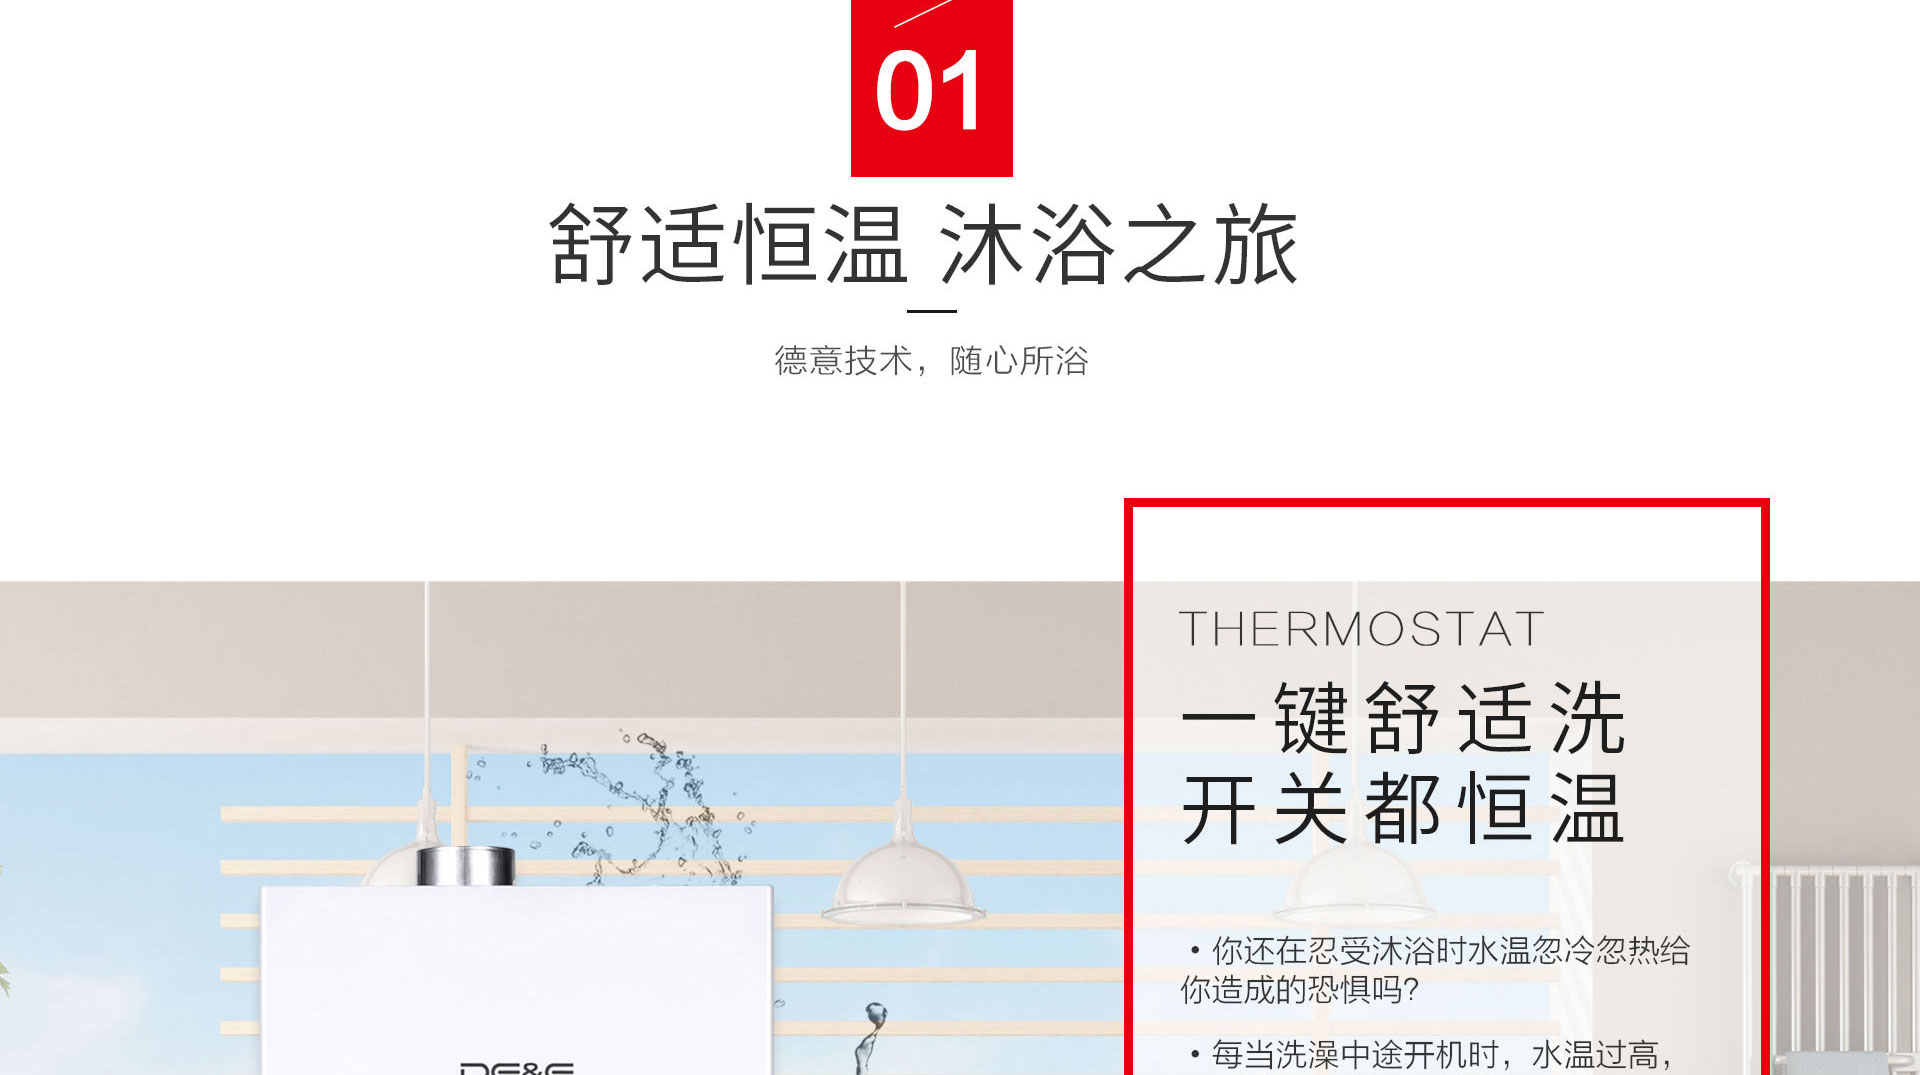 01
舒适恒温 沐浴之旅
德意技术，随心所浴
THERMOSTAT
一键舒适洗
开关都恒温
·你还在忍受沐浴时水温忽冷忽热给
你造成的恐惧吗?
·每当洗澡中途开机时，水温过高，
DE&E